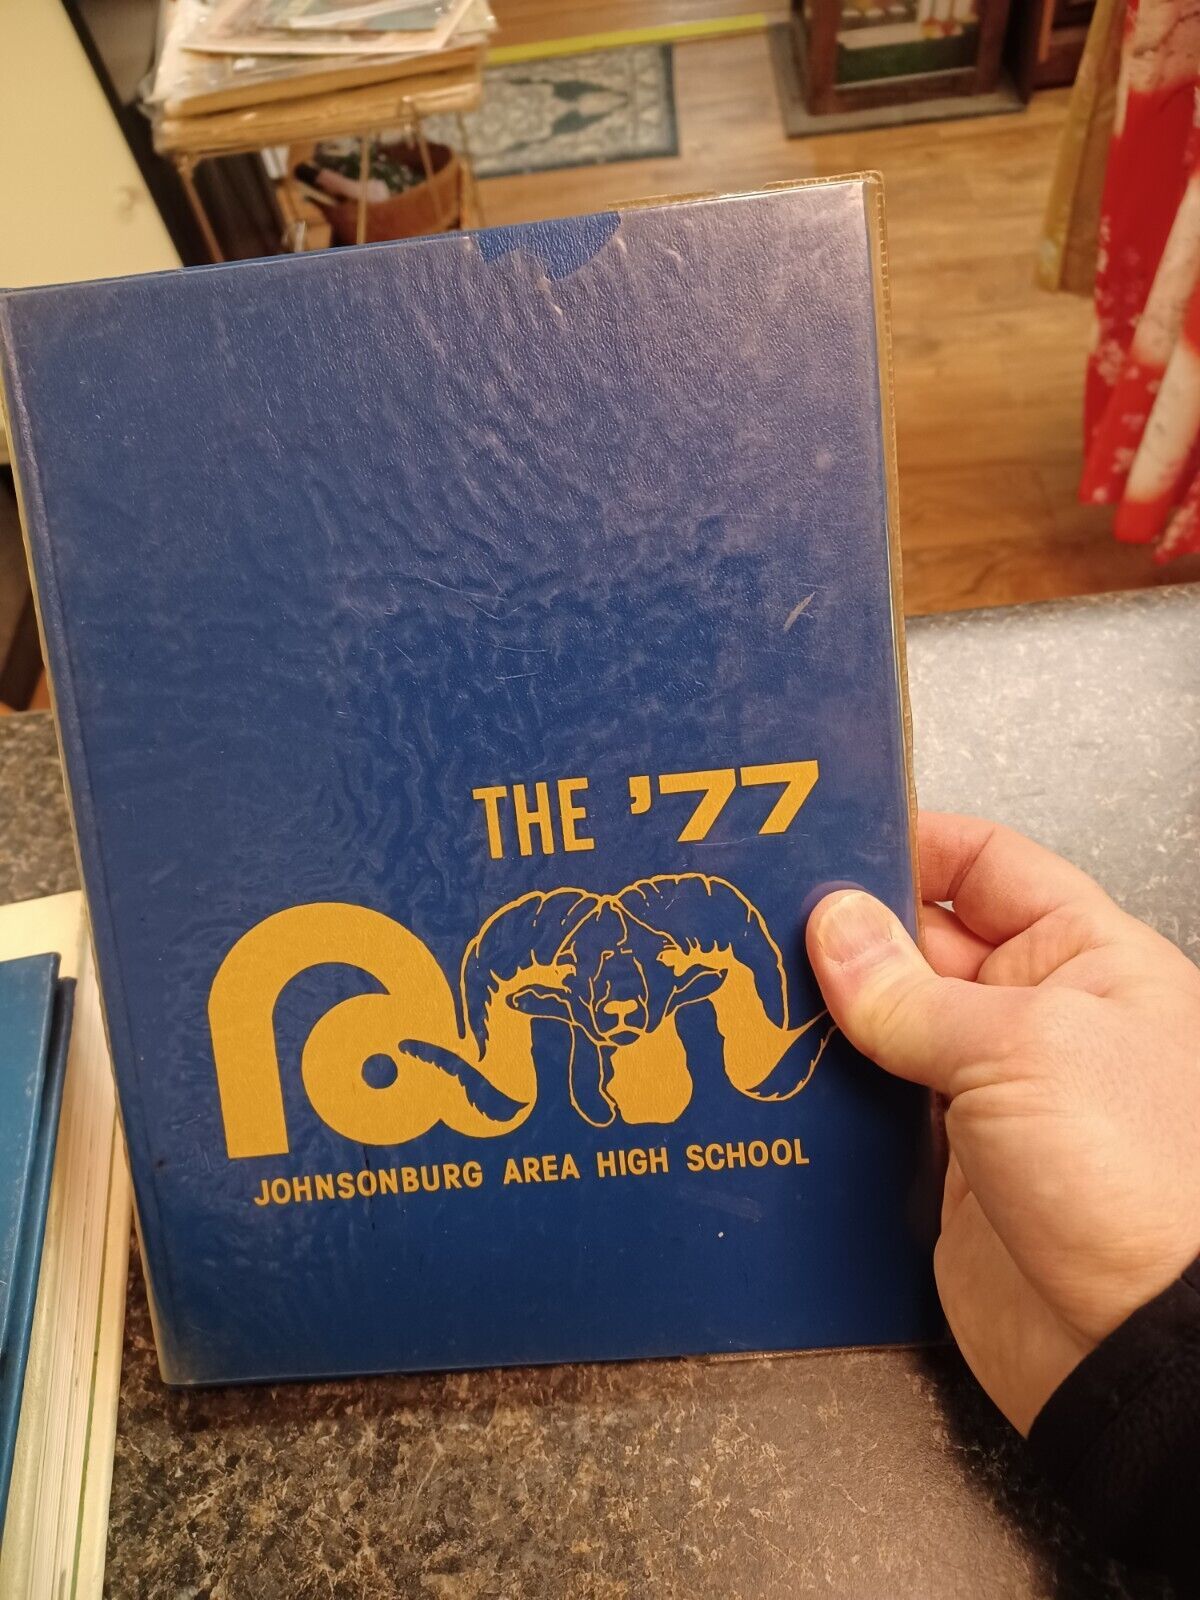 THE '77
Ram
JOHNSONBURG AREA HIGH SCHOOL